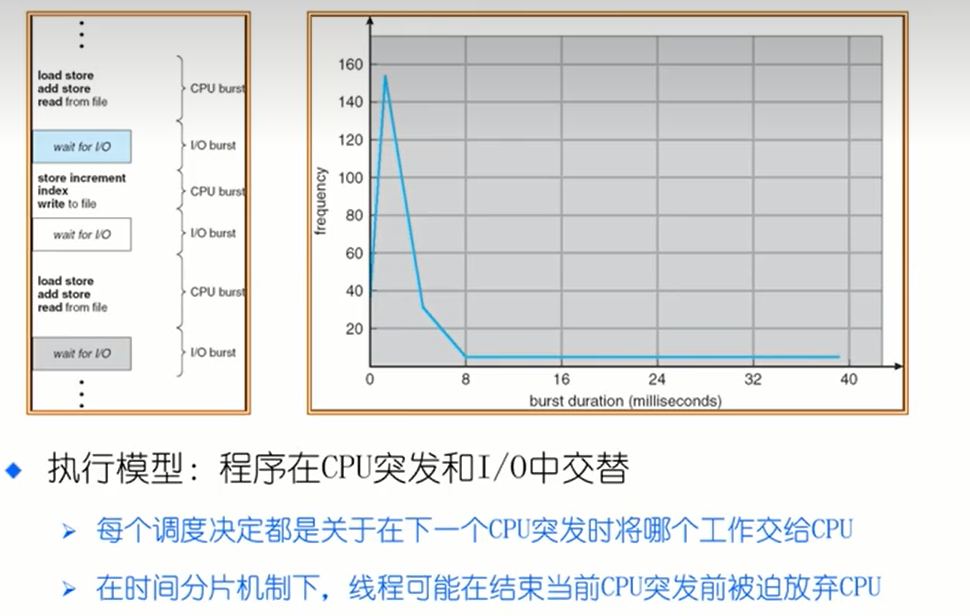 load store
add store
read from file
CPU burst
wait for I/O
I/O burst
store increment
index
write to file
CPU burst
wait for I/O
I/O burst
load store
add store
read from file
CPU burst
wait for I/O
I/O burst
160
140
120
100
80
60
40
20
frequency
0 8 16 24 32 40
burst duration (milliseconds)
执行模型：程序在CPU突发和I/O中交替
每个调度决定都是关于在下一个CPU突发时将哪个工作交给CPU
在时间分片机制下，线程可能在结束当前CPU突发前被迫放弃CPU